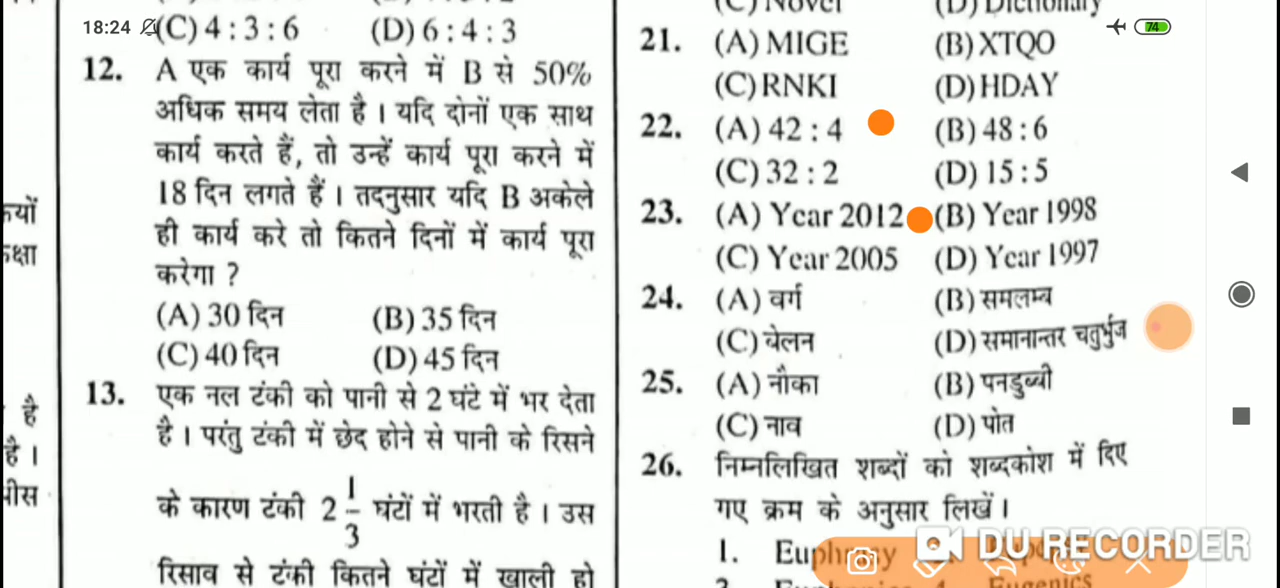 18:24
74
(C) 4 : 3 : 6 (D) 6 : 4 : 3
12. A एक कार्य पूरा करने में B से 50%
अधिक समय लेता है । यदि दोनों एक साथ
कार्य करते हैं, तो उन्हें कार्य पूरा करने में
18 दिन लगते हैं । तदनुसार यदि B अकेले
ही कार्य करे तो कितने दिनों में कार्य पूरा
करेगा ?
(A) 30 दिन (B) 35 दिन
(C) 40 दिन (D) 45 दिन
13. एक नल टंकी को पानी से 2 घंटे में भर देता
है । परंतु टंकी में छेद होने से पानी के रिसने
के कारण टंकी 2 1/3 घंटों में भरती है । उस
रिसाव से टंकी कितने घंटों में खाली हो
(C) Novel (D) Dictionary
21. (A) MIGE (B) XTQO
(C) RNKI (D) HDAY
22. (A) 42 : 4 (B) 48 : 6
(C) 32 : 2 (D) 15 : 5
23. (A) Year 2012 (B) Year 1998
(C) Year 2005 (D) Year 1997
24. (A) वर्ग (B) समलम्ब
(C) बेलन (D) समानान्तर चतुर्भुज
25. (A) नौका (B) पनडुब्बी
(C) नाव (D) पोत
26. निम्नलिखित शब्दों को शब्दकोश में दिए
गए क्रम के अनुसार लिखें ।
1.
Eugenics
DU RECORDER
है
है ।